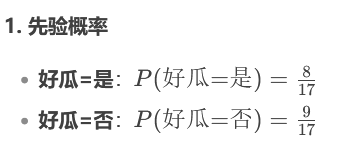 1. 先验概率
• 好瓜=是: P(好瓜=是) = 8/17
• 好瓜=否: P(好瓜=否) = 9/17